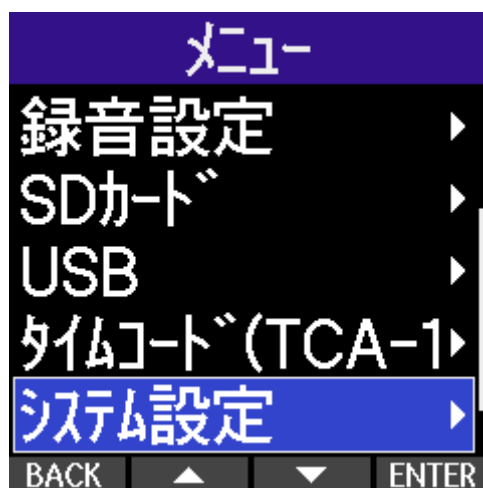 メニュー
録音設定
SDカード
USB
タイムコード(TCA-1
システム設定
BACK ENTER